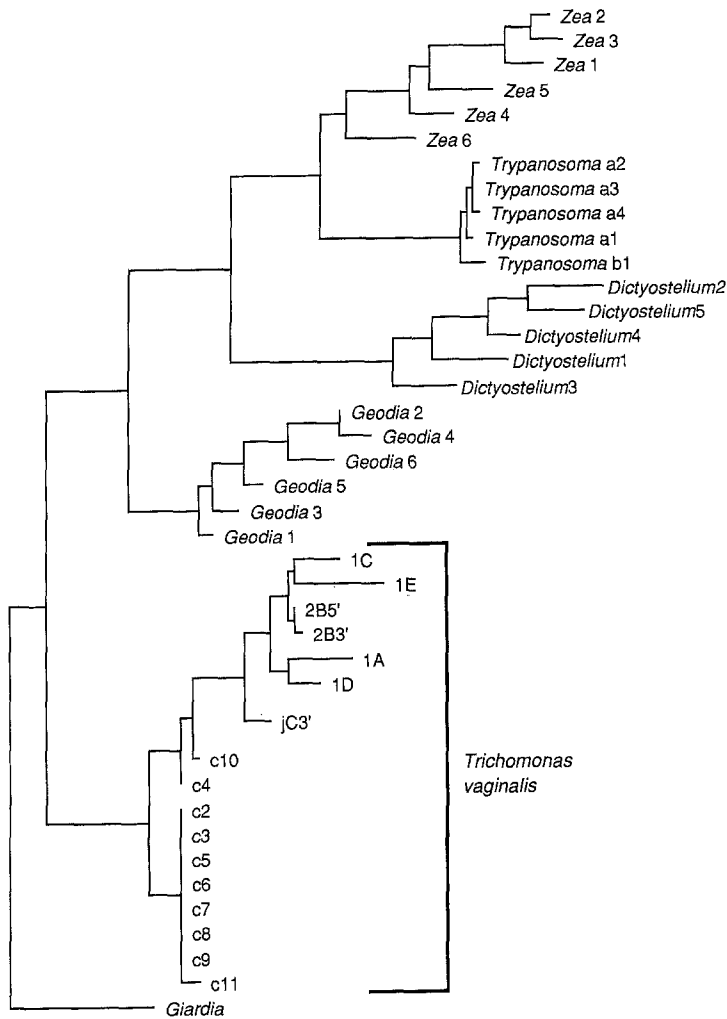 Zea 2
Zea 3
Zea 1
Zea 5
Zea 4
Zea 6
Trypanosoma a2
Trypanosoma a3
Trypanosoma a4
Trypanosoma a1
Trypanosoma b1
Dictyostelium2
Dictyostelium5
Dictyostelium4
Dictyostelium1
Dictyostelium3
Geodia 2
Geodia 4
Geodia 6
Geodia 5
Geodia 3
Geodia 1
1C
1E
2B5'
2B3'
1A
1D
jC3'
c10
c4
c2
c3
c5
c6
c7
c8
c9
c11
Trichomonas
vaginalis
Giardia